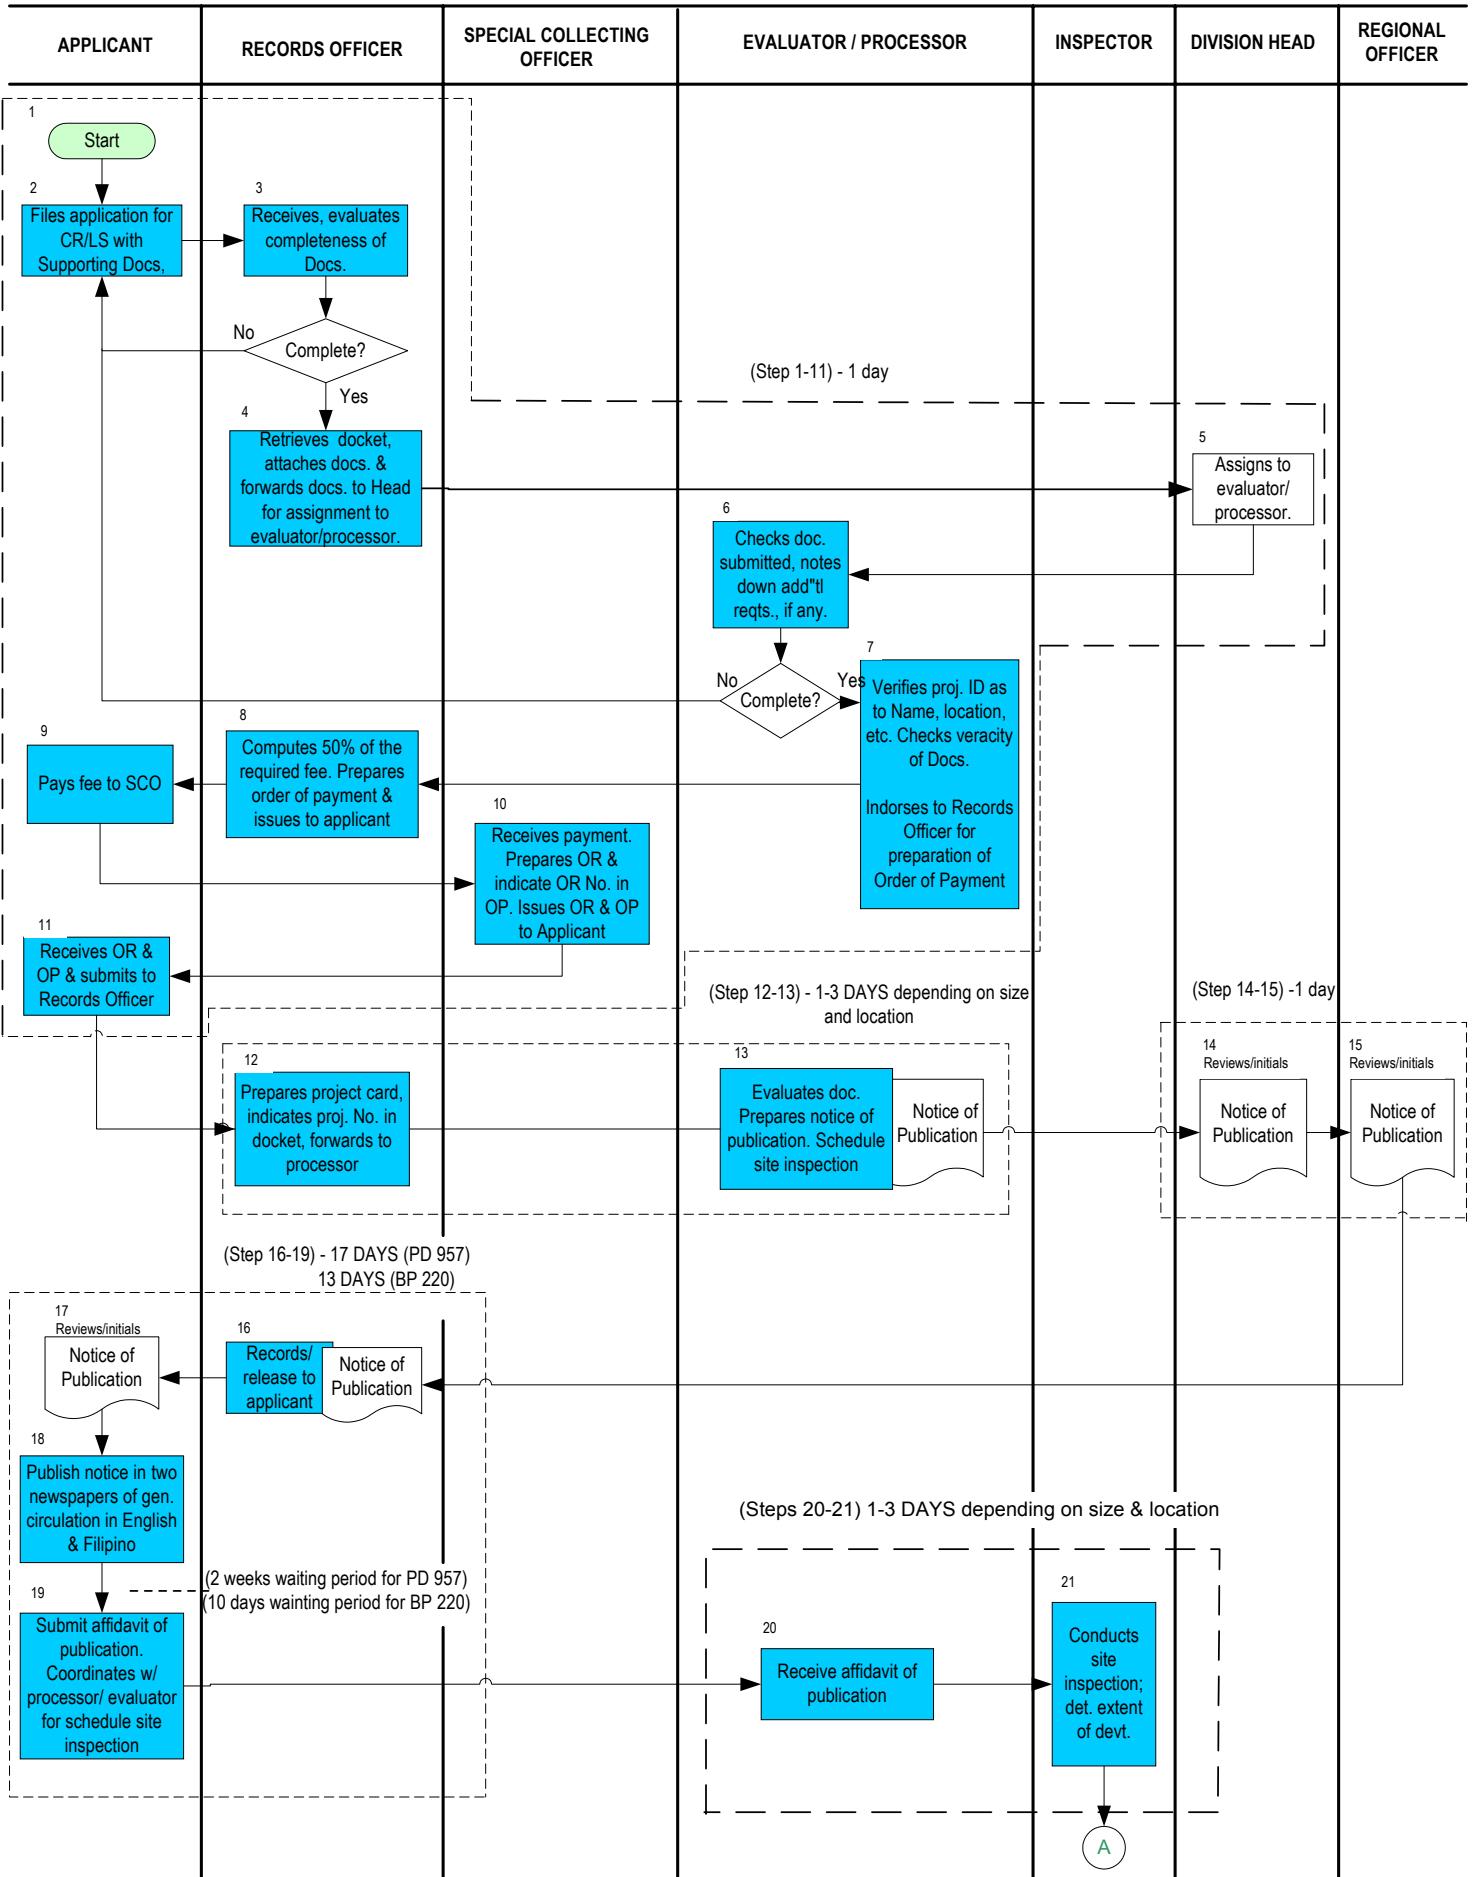 APPLICANT
RECORDS OFFICER
SPECIAL COLLECTING
OFFICER
EVALUATOR / PROCESSOR
INSPECTOR
DIVISION HEAD
REGIONAL
OFFICER
1
Start
2
Files application for
CR/LS with
Supporting Docs,
3
Receives, evaluates
completeness of
Docs.
No
Complete?
Yes
(Step 1-11) - 1 day
4
Retrieves docket,
attaches docs. &
forwards docs. to Head
for assignment to
evaluator/processor.
5
Assigns to
evaluator/
processor.
6
Checks doc.
submitted, notes
down add"tl
reqts., if any.
No
Complete?
Yes
7
Verifies proj. ID as
to Name, location,
etc. Checks veracity
of Docs.
Indorses to Records
Officer for
preparation of
Order of Payment
8
Computes 50% of the
required fee. Prepares
order of payment &
issues to applicant
9
Pays fee to SCO
10
Receives payment.
Prepares OR &
indicate OR No. in
OP. Issues OR & OP
to Applicant
11
Receives OR &
OP & submits to
Records Officer
(Step 12-13) - 1-3 DAYS depending on size
and location
(Step 14-15) -1 day
12
Prepares project card,
indicates proj. No. in
docket, forwards to
processor
13
Evaluates doc.
Prepares notice of
publication. Schedule
site inspection
Notice of
Publication
14
Reviews/initials
Notice of
Publication
15
Reviews/initials
Notice of
Publication
(Step 16-19) - 17 DAYS (PD 957)
13 DAYS (BP 220)
16
Records/
release to
applicant
Notice of
Publication
17
Reviews/initials
Notice of
Publication
18
Publish notice in two
newspapers of gen.
circulation in English
& Filipino
(2 weeks waiting period for PD 957)
(10 days wainting period for BP 220)
19
Submit affidavit of
publication.
Coordinates w/
processor/ evaluator
for schedule site
inspection
(Steps 20-21) 1-3 DAYS depending on size & location
20
Receive affidavit of
publication
21
Conducts
site
inspection;
det. extent
of devt.
A